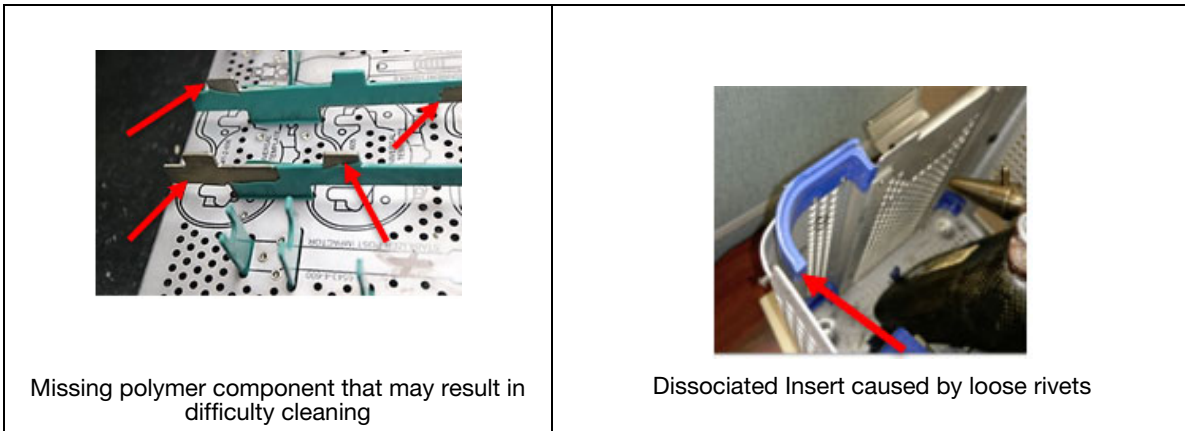 Missing polymer component that may result in
difficulty cleaning
Dissociated Insert caused by loose rivets